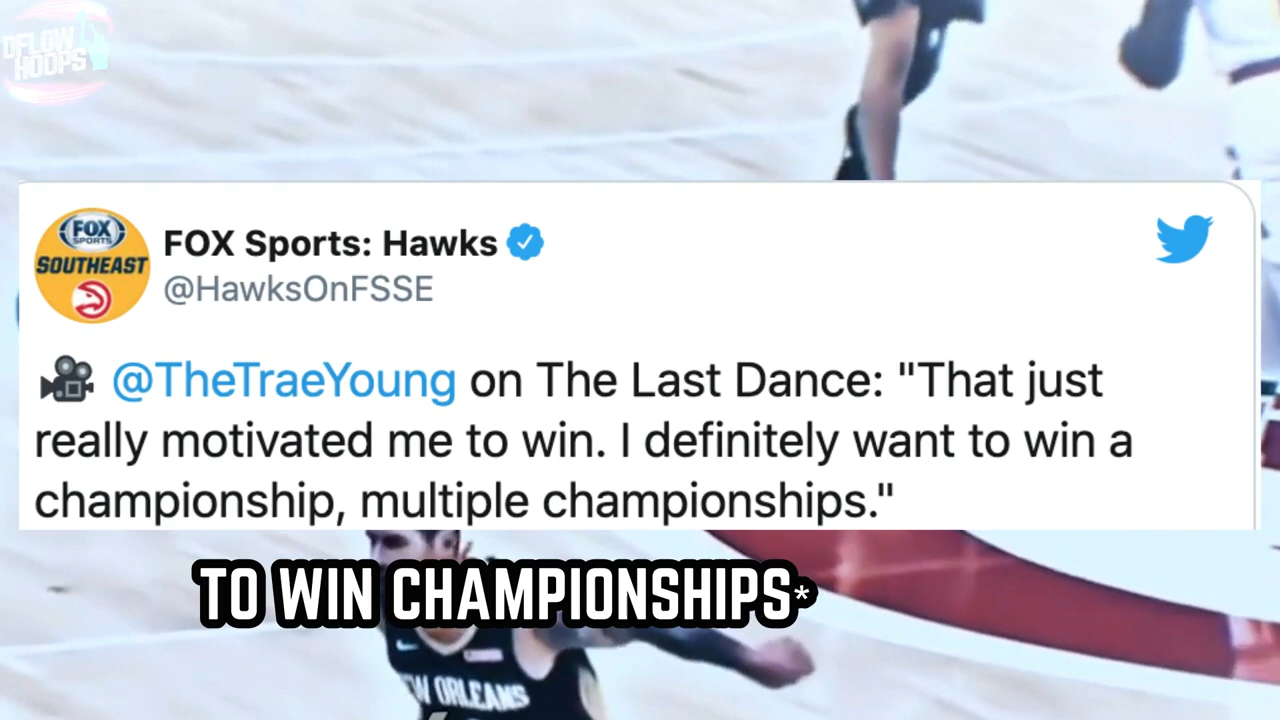 DFLOW
HOOPS
FOX
SPORTS
SOUTHEAST
FOX Sports: Hawks
@HawksOnFSSE
🎥 @TheTraeYoung on The Last Dance: "That just
really motivated me to win. I definitely want to win a
championship, multiple championships."
TO WIN CHAMPIONSHIPS*
NEW ORLEANS